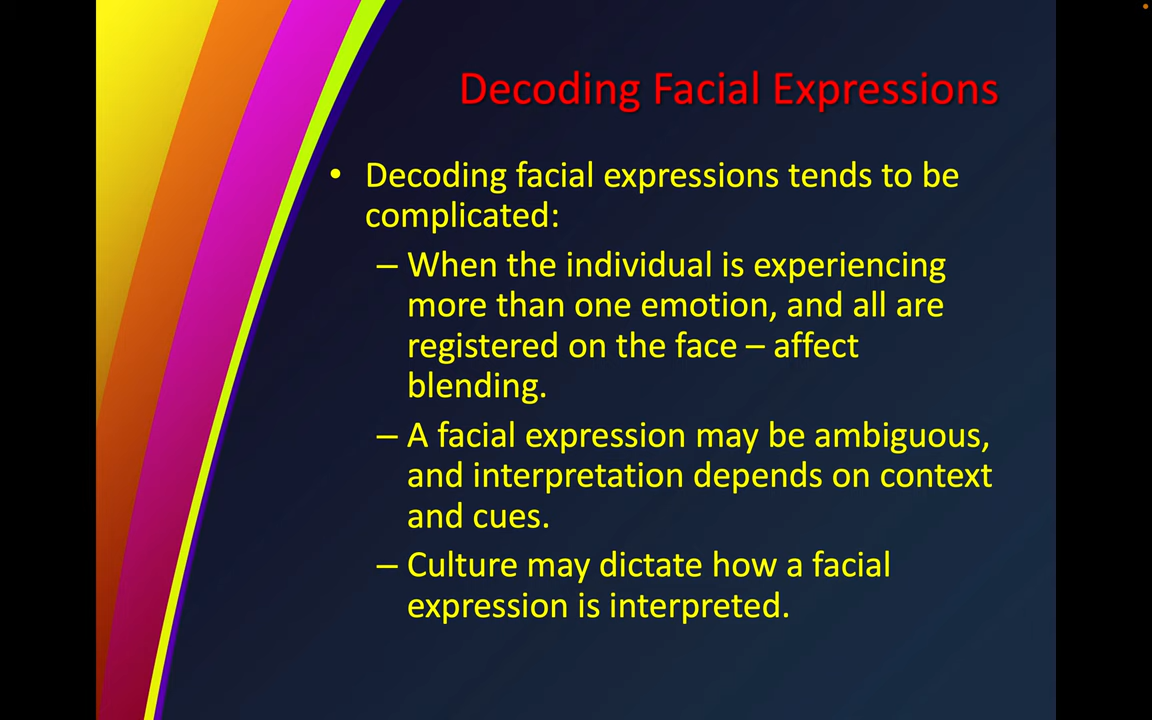 Decoding Facial Expressions
• Decoding facial expressions tends to be
complicated:
– When the individual is experiencing
more than one emotion, and all are
registered on the face – affect
blending.
– A facial expression may be ambiguous,
and interpretation depends on context
and cues.
– Culture may dictate how a facial
expression is interpreted.